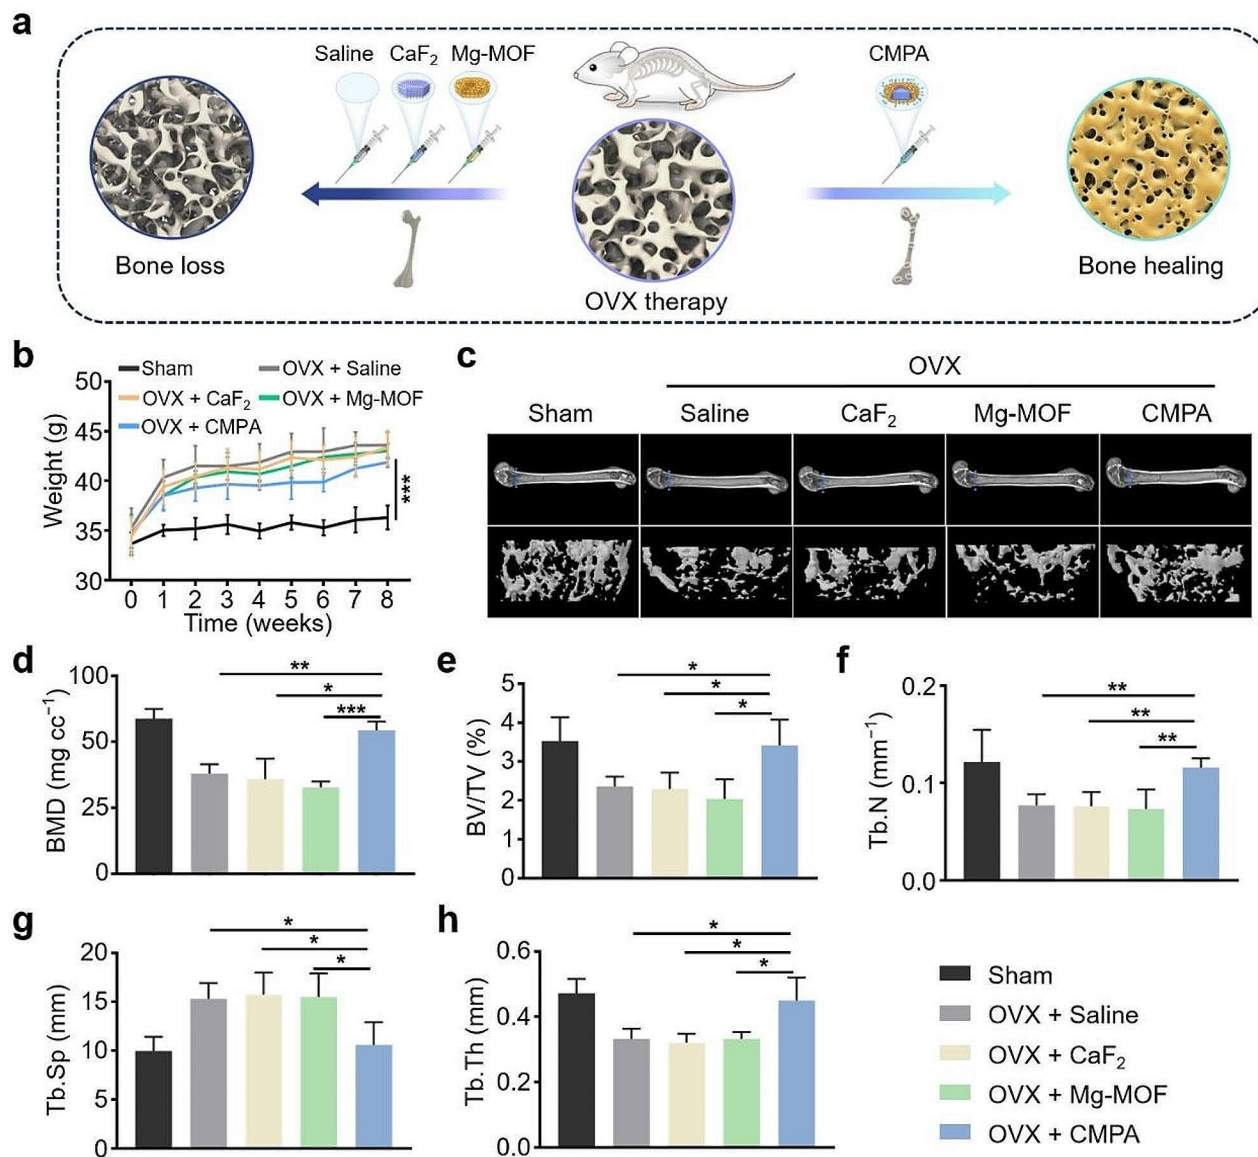 a
Saline CaF₂ Mg-MOF
CMPA
Bone loss
OVX therapy
Bone healing
b
Sham OVX + Saline
OVX + CaF₂ OVX + Mg-MOF
OVX + CMPA
Weight (g)
50
45
40
35
30
***
0 1 2 3 4 5 6 7 8
Time (weeks)
c
OVX
Sham Saline CaF₂ Mg-MOF CMPA
d
BMD (mg cc⁻¹)
100
50
25
0
**
*
***
e
BV/TV (%)
5
4
3
2
1
0
*
*
*
f
Tb.N (mm⁻¹)
0.2
0.1
0.0
**
**
**
g
Tb.Sp (mm)
20
15
10
5
0
*
*
*
h
Tb.Th (mm)
0.6
0.4
0.2
0.0
*
*
*
Sham
OVX + Saline
OVX + CaF₂
OVX + Mg-MOF
OVX + CMPA